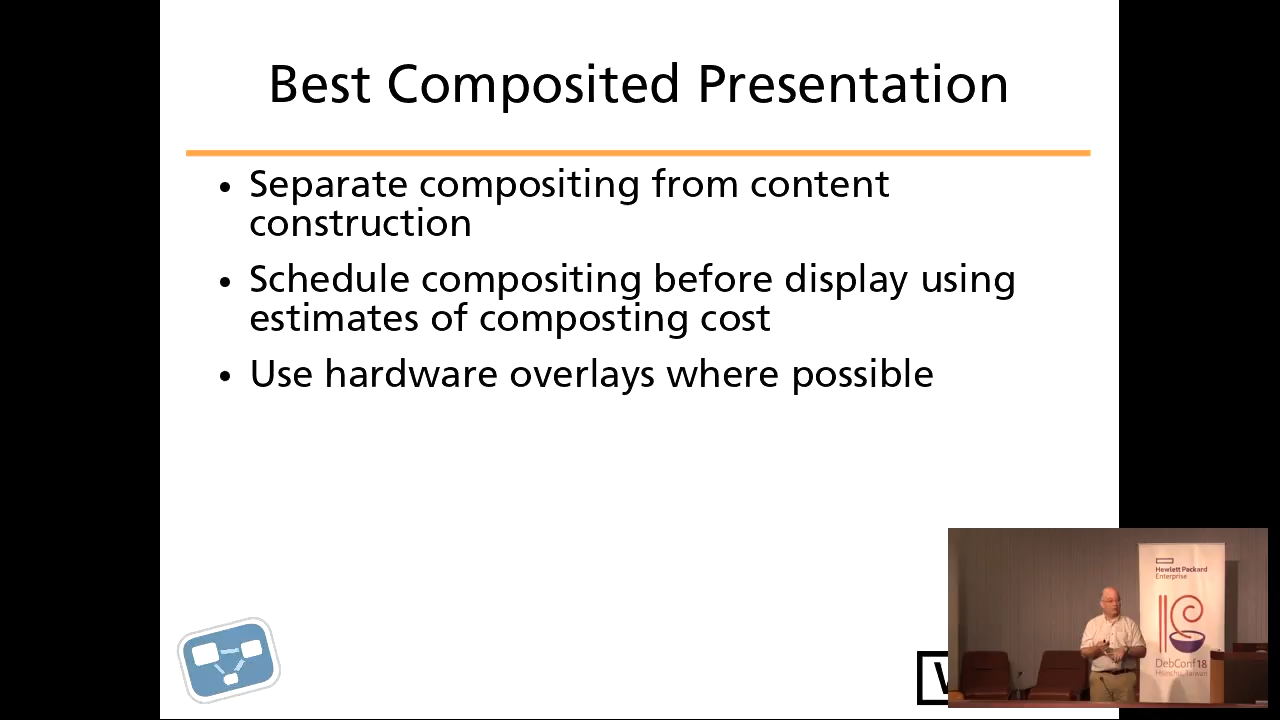 Best Composited Presentation
• Separate compositing from content
construction
• Schedule compositing before display using
estimates of composting cost
• Use hardware overlays where possible
Hewlett Packard
Enterprise
DebConf18
Hsinchu, Taiwan